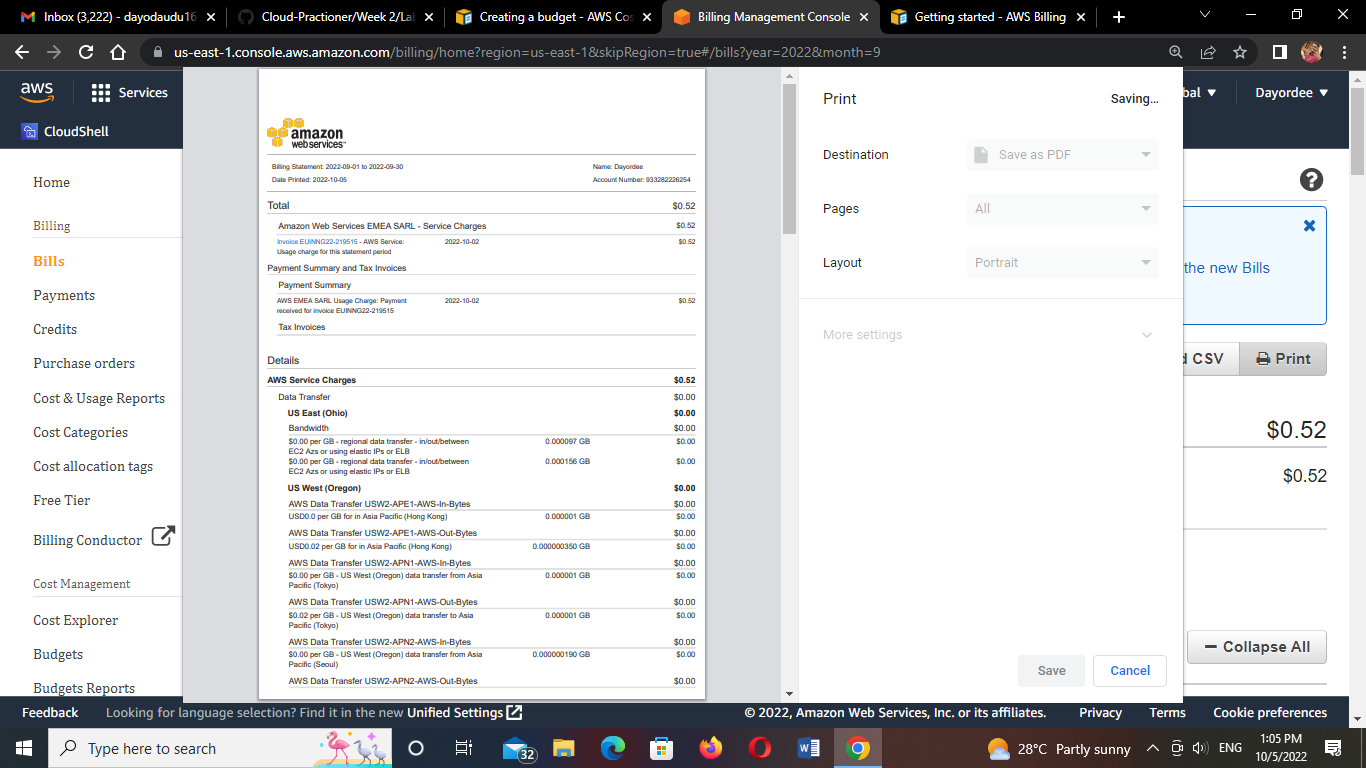 Inbox (3,222) - dayodaudu16
Cloud-Practioner/Week 2/La
Creating a budget - AWS Cos
Billing Management Console
Getting started - AWS Billing
us-east-1.console.aws.amazon.com/billing/home?region=us-east-1&skipRegion=true#/bills?year=2022&month=9
aws
Services
bal
Dayordee
CloudShell
Home
Billing
Bills
Payments
Credits
Purchase orders
Cost & Usage Reports
Cost Categories
Cost allocation tags
Free Tier
Billing Conductor
Cost Management
Cost Explorer
Budgets
Budgets Reports
amazon
webservices™
Billing Statement: 2022-09-01 to 2022-09-30 Name: Dayordee
Date Printed: 2022-10-05 Account Number: 933282226254
Total $0.52
Amazon Web Services EMEA SARL - Service Charges $0.52
Invoice EUINNG22-219515 - AWS Service: 2022-10-02 $0.52
Usage charge for this statement period
Payment Summary and Tax Invoices
Payment Summary
AWS EMEA SARL Usage Charge: Payment 2022-10-02 $0.52
received for invoice EUINNG22-219515
Tax Invoices
Details
AWS Service Charges $0.52
Data Transfer $0.00
US East (Ohio) $0.00
Bandwidth $0.00
$0.00 per GB - regional data transfer - in/out/between 0.000097 GB $0.00
EC2 Azs or using elastic IPs or ELB
$0.00 per GB - regional data transfer - in/out/between 0.000156 GB $0.00
EC2 Azs or using elastic IPs or ELB
US West (Oregon) $0.00
AWS Data Transfer USW2-APE1-AWS-In-Bytes $0.00
USD0.0 per GB for in Asia Pacific (Hong Kong) 0.000001 GB $0.00
AWS Data Transfer USW2-APE1-AWS-Out-Bytes $0.00
USD0.02 per GB for in Asia Pacific (Hong Kong) 0.000000350 GB $0.00
AWS Data Transfer USW2-APN1-AWS-In-Bytes $0.00
$0.00 per GB - US West (Oregon) data transfer from Asia 0.000001 GB $0.00
Pacific (Tokyo)
AWS Data Transfer USW2-APN1-AWS-Out-Bytes $0.00
$0.02 per GB - US West (Oregon) data transfer to Asia 0.000001 GB $0.00
Pacific (Tokyo)
AWS Data Transfer USW2-APN2-AWS-In-Bytes $0.00
$0.00 per GB - US West (Oregon) data transfer from Asia 0.000000190 GB $0.00
Pacific (Seoul)
AWS Data Transfer USW2-APN2-AWS-Out-Bytes $0.00
Print Saving...
Destination Save as PDF
Pages All
Layout Portrait
More settings
Save Cancel
?
the new Bills
d CSV Print
$0.52
$0.52
Collapse All
Feedback Looking for language selection? Find it in the new Unified Settings © 2022, Amazon Web Services, Inc. or its affiliates. Privacy Terms Cookie preferences
Type here to search
32
28°C Partly sunny
ENG
1:05 PM
10/5/2022